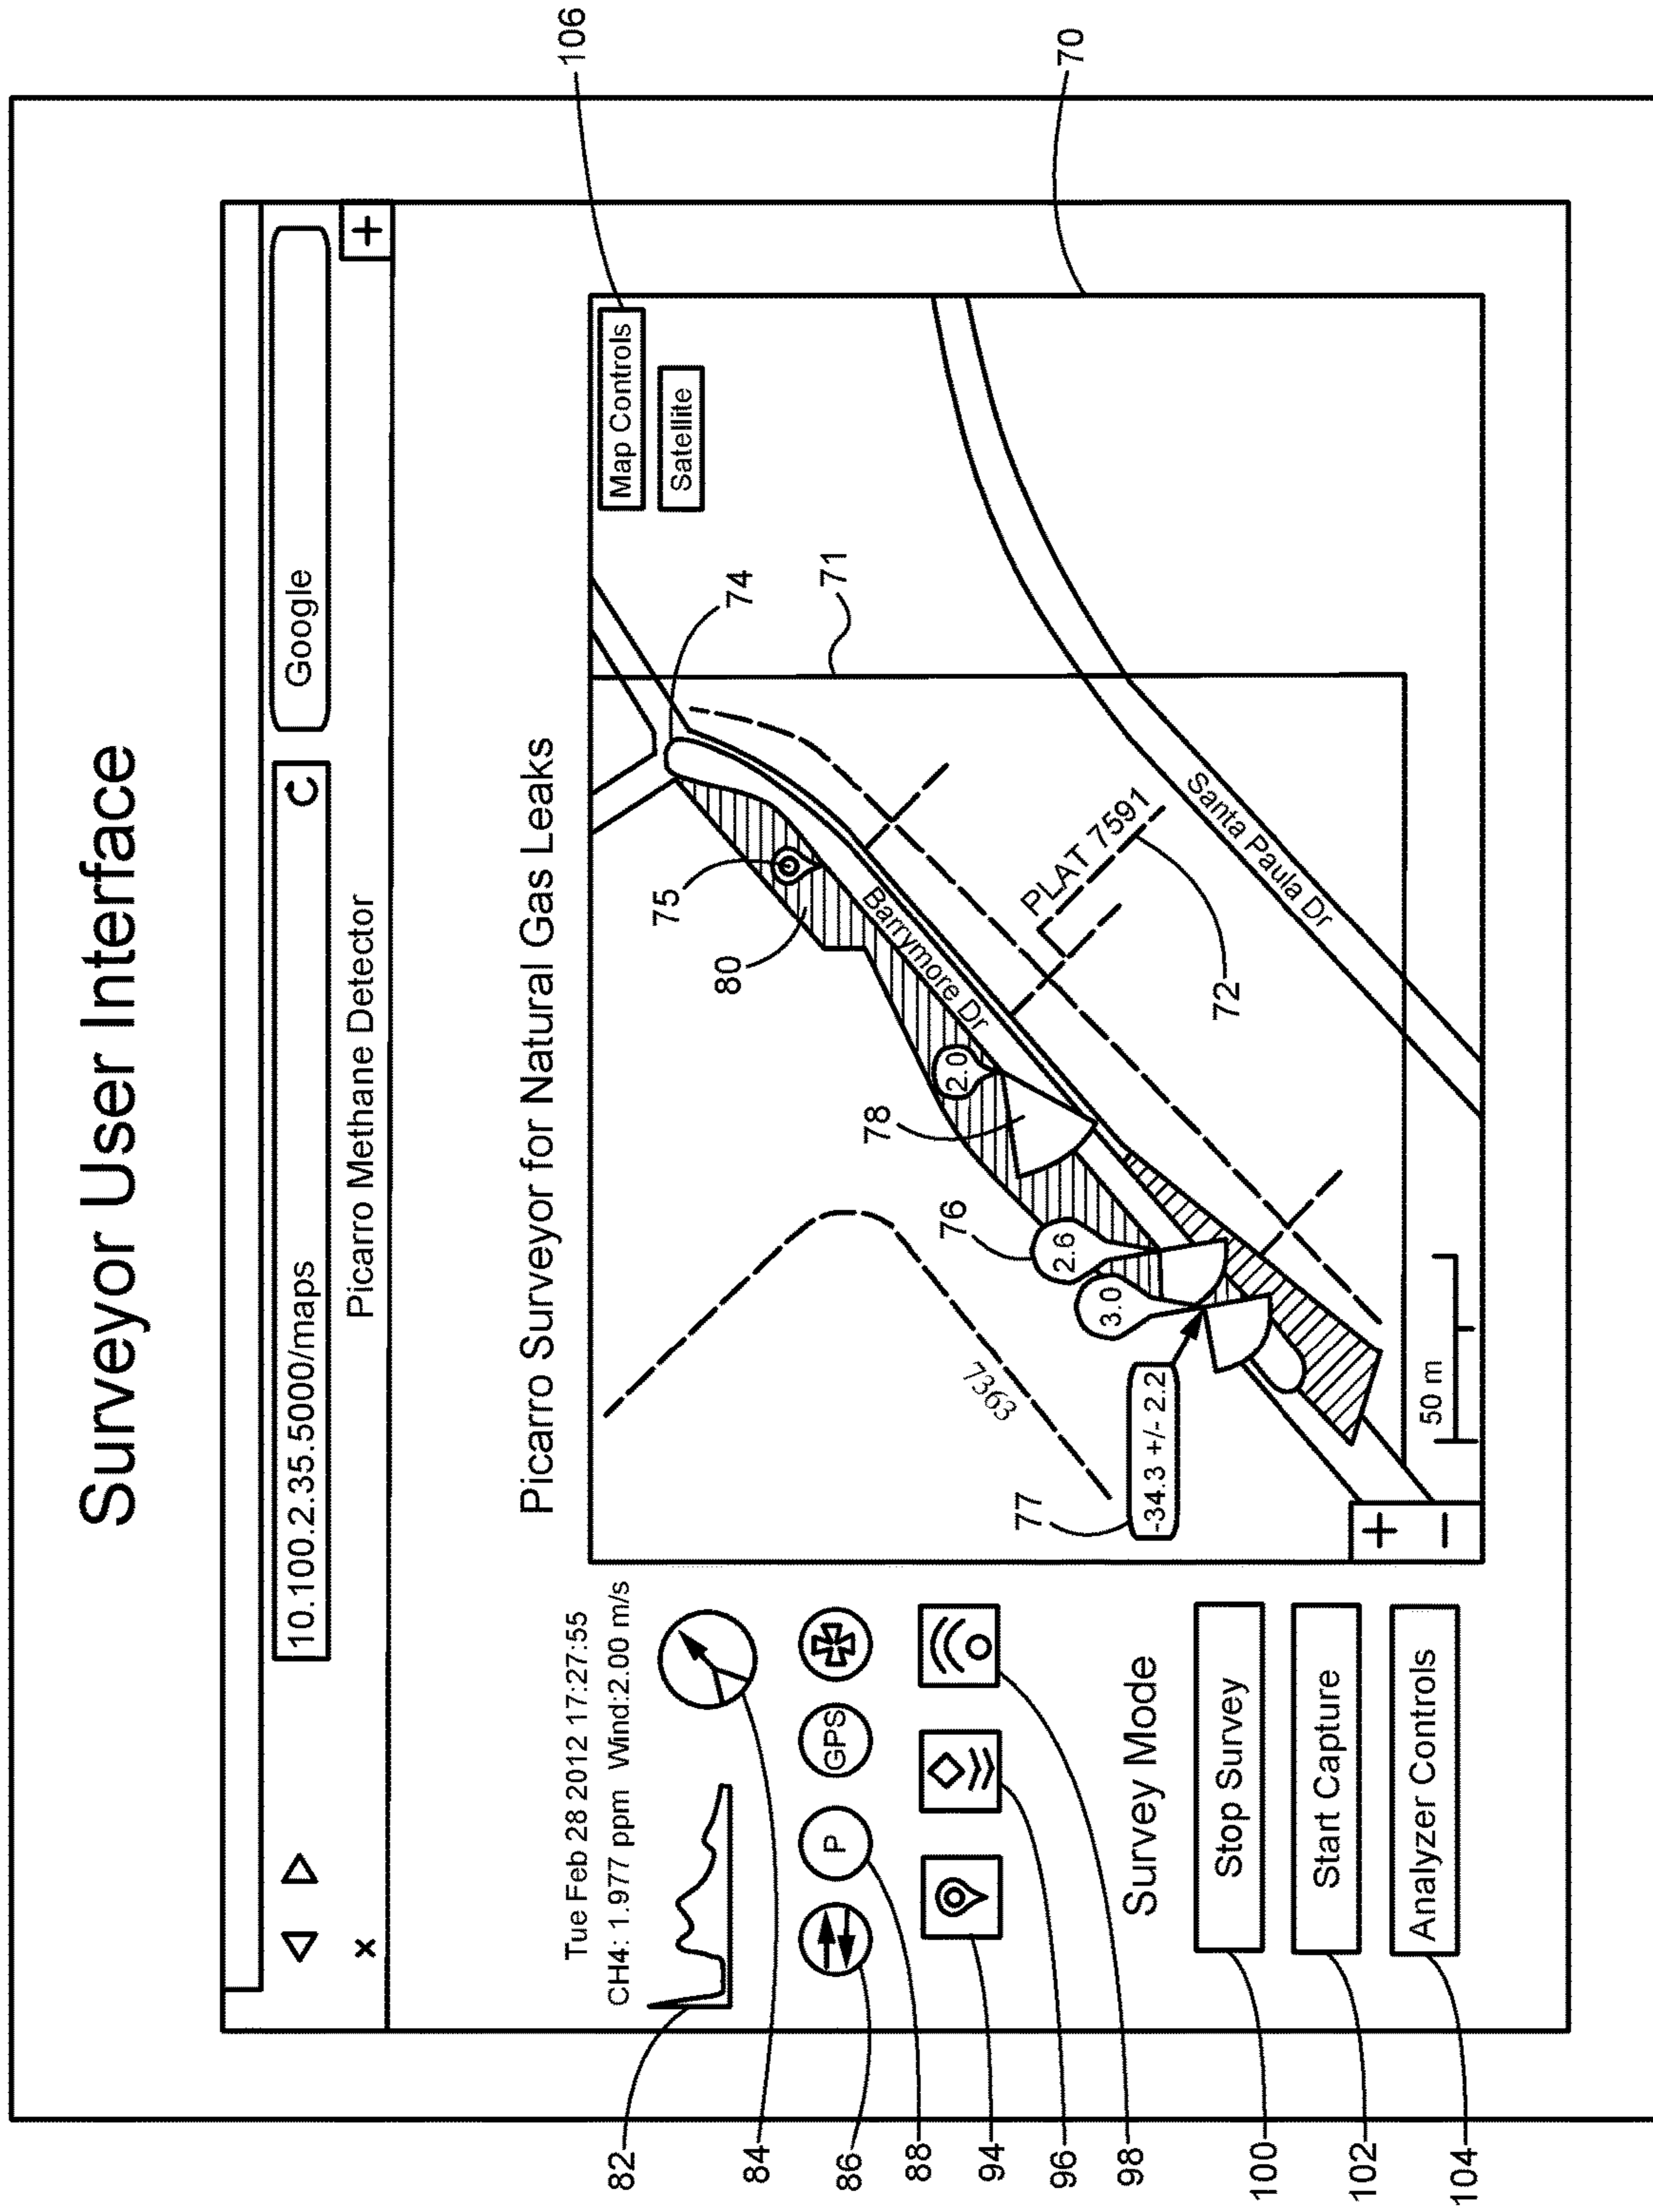 Surveyor User Interface
10.100.2.35.5000/maps
Google
× Picarro Methane Detector +
Picarro Surveyor for Natural Gas Leaks
Tue Feb 28 2012 17:27:55
CH4: 1.977 ppm Wind:2.00 m/s
P
GPS
Survey Mode
Stop Survey
Start Capture
Analyzer Controls
Map Controls
Satellite
Barrymore Dr
Santa Paula Dr
PLAT 7591
7363
2.0
2.6
3.0
-34.3 +/- 2.2
50 m
+
−
82
84
86
88
94
96
98
100
102
104
106
70
71
72
74
75
76
77
78
80